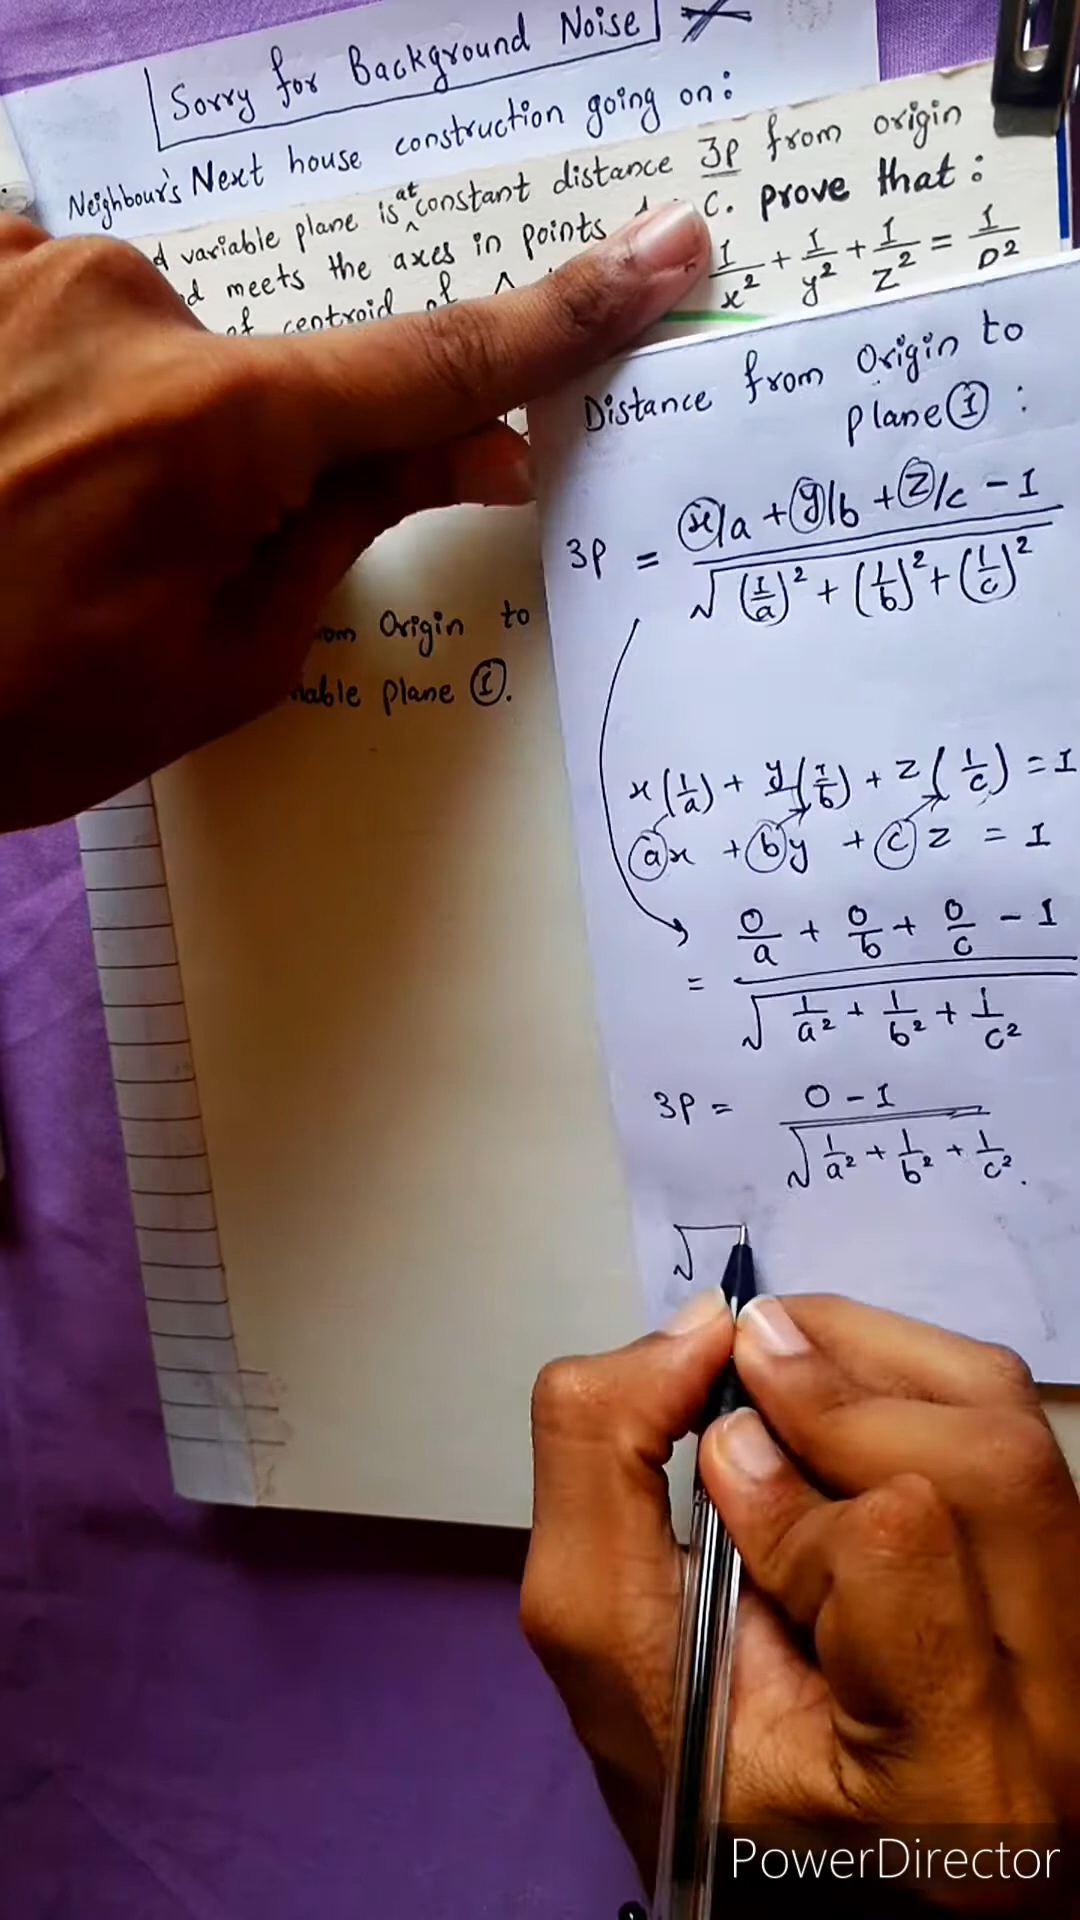 Sorry for Background Noise
Neighbour's Next house construction going on:
variable plane is at constant distance 3p from origin
meets the axes in points C. prove that:
of centroid of Δ 1/x² + 1/y² + 1/z² = 1/p²
Distance from Origin to
plane ①:
3p = x/a + y/b + z/c - 1 / √(1/a)² + (1/b)² + (1/c)²
Origin to
plane ①.
x(1/a) + y(1/b) + z(1/c) = 1
ax + by + cz = 1
= 0/a + 0/b + 0/c - 1 / √1/a² + 1/b² + 1/c²
3p = 0 - 1 / √1/a² + 1/b² + 1/c².
√
PowerDirector